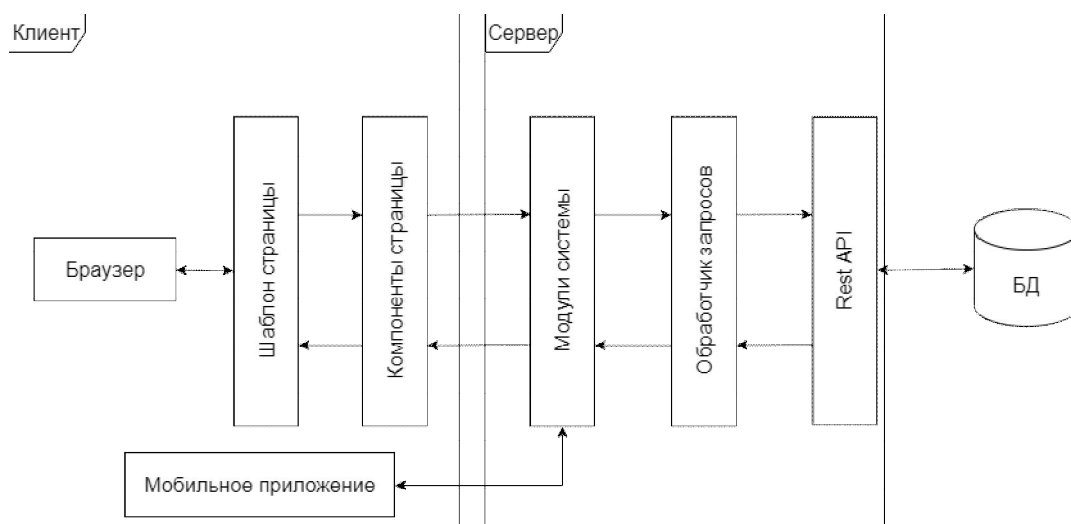 Клиент
Сервер
Браузер
Шаблон страницы
Компоненты страницы
Модули системы
Обработчик запросов
Rest API
БД
Мобильное приложение